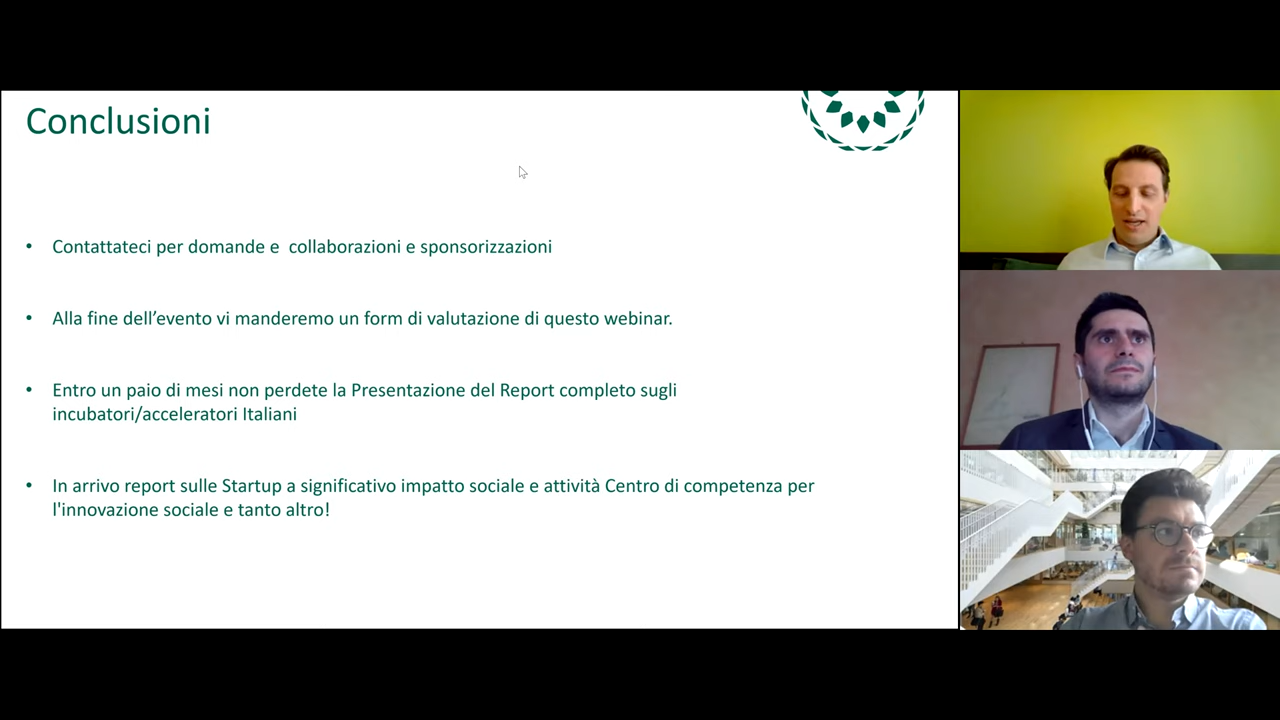 Conclusioni
• Contattateci per domande e  collaborazioni e sponsorizzazioni
• Alla fine dell’evento vi manderemo un form di valutazione di questo webinar.
• Entro un paio di mesi non perdete la Presentazione del Report completo sugli
incubatori/acceleratori Italiani
• In arrivo report sulle Startup a significativo impatto sociale e attività Centro di competenza per
l'innovazione sociale e tanto altro!